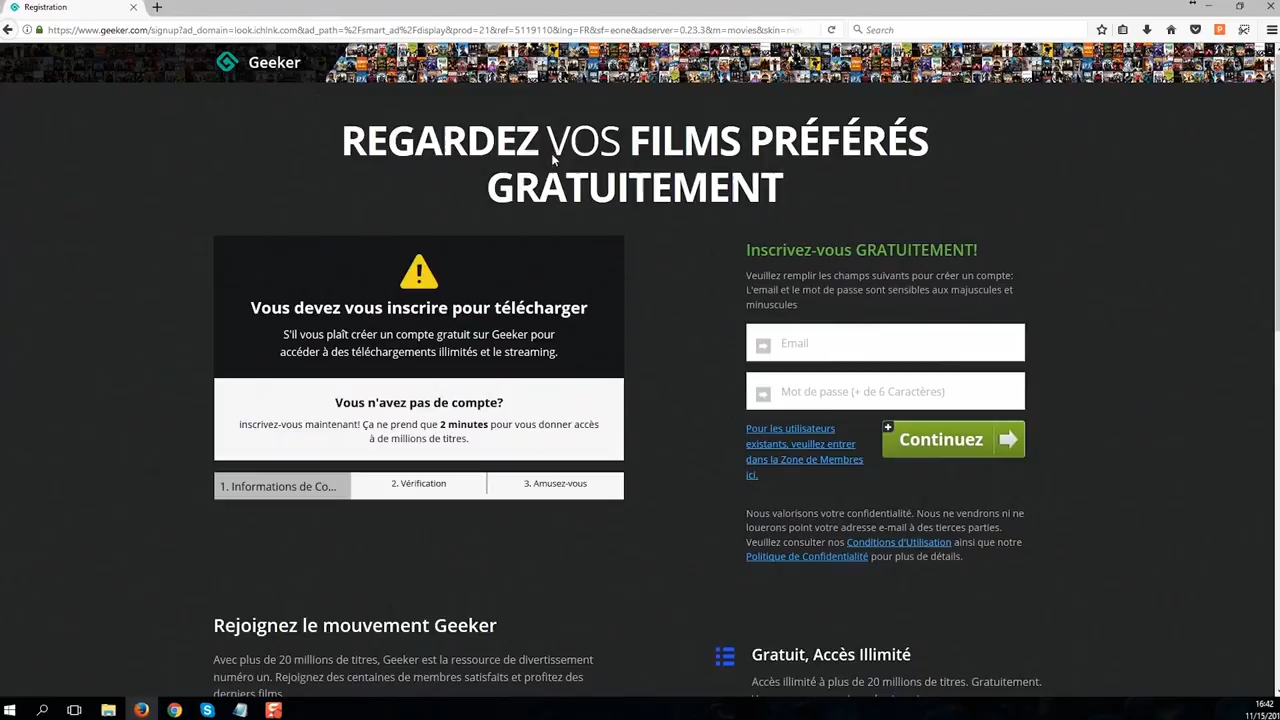 Registration
https://www.geeker.com/signup?ad_domain=look.ichlnk.com&ad_path=%2Fsmart_ad%2Fdisplay&prod=21&ref=5119110&lng=FR&sf=eone&adserver=0.23.3&m=movies&skin=
Search
Geeker
REGARDEZ VOS FILMS PRÉFÉRÉS
GRATUITEMENT
Vous devez vous inscrire pour télécharger
S'il vous plaît créer un compte gratuit sur Geeker pour
accéder à des téléchargements illimités et le streaming.
Vous n'avez pas de compte?
inscrivez-vous maintenant! Ça ne prend que 2 minutes pour vous donner accès
à de millions de titres.
1. Informations de Co...
2. Vérification
3. Amusez-vous
Inscrivez-vous GRATUITEMENT!
Veuillez remplir les champs suivants pour créer un compte:
L'email et le mot de passe sont sensibles aux majuscules et
minuscules
Email
Mot de passe (+ de 6 Caractères)
Pour les utilisateurs
existants, veuillez entrer
dans la Zone de Membres
ici.
Continuez
Nous valorisons votre confidentialité. Nous ne vendrons ni ne
louerons point votre adresse e-mail à des tierces parties.
Veuillez consulter nos Conditions d'Utilisation ainsi que notre
Politique de Confidentialité pour plus de détails.
Rejoignez le mouvement Geeker
Avec plus de 20 millions de titres, Geeker est la ressource de divertissement
numéro un. Rejoignez des centaines de membres satisfaits et profitez des
derniers films.
Gratuit, Accès Illimité
Accès illimité à plus de 20 millions de titres. Gratuitement.
16:42
11/15/201